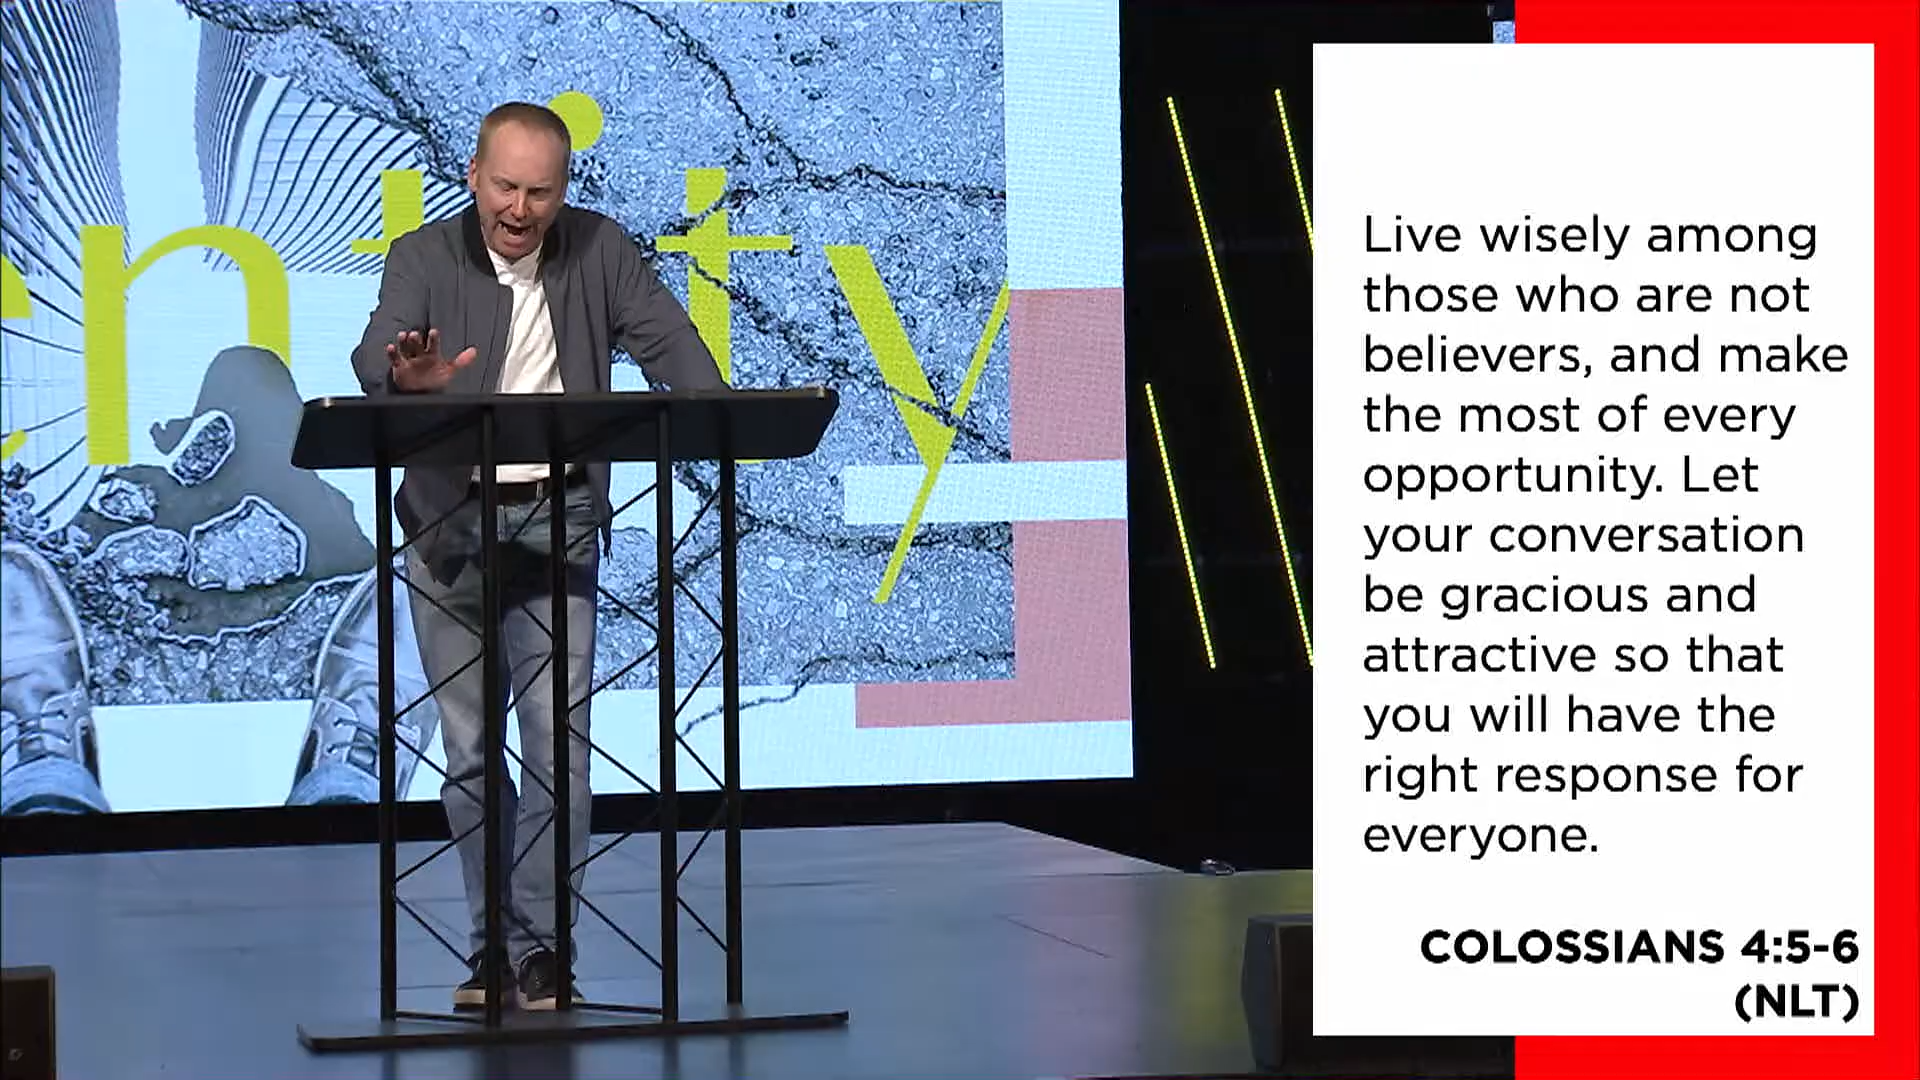 entity
Live wisely among
those who are not
believers, and make
the most of every
opportunity. Let
your conversation
be gracious and
attractive so that
you will have the
right response for
everyone.
COLOSSIANS 4:5-6
(NLT)